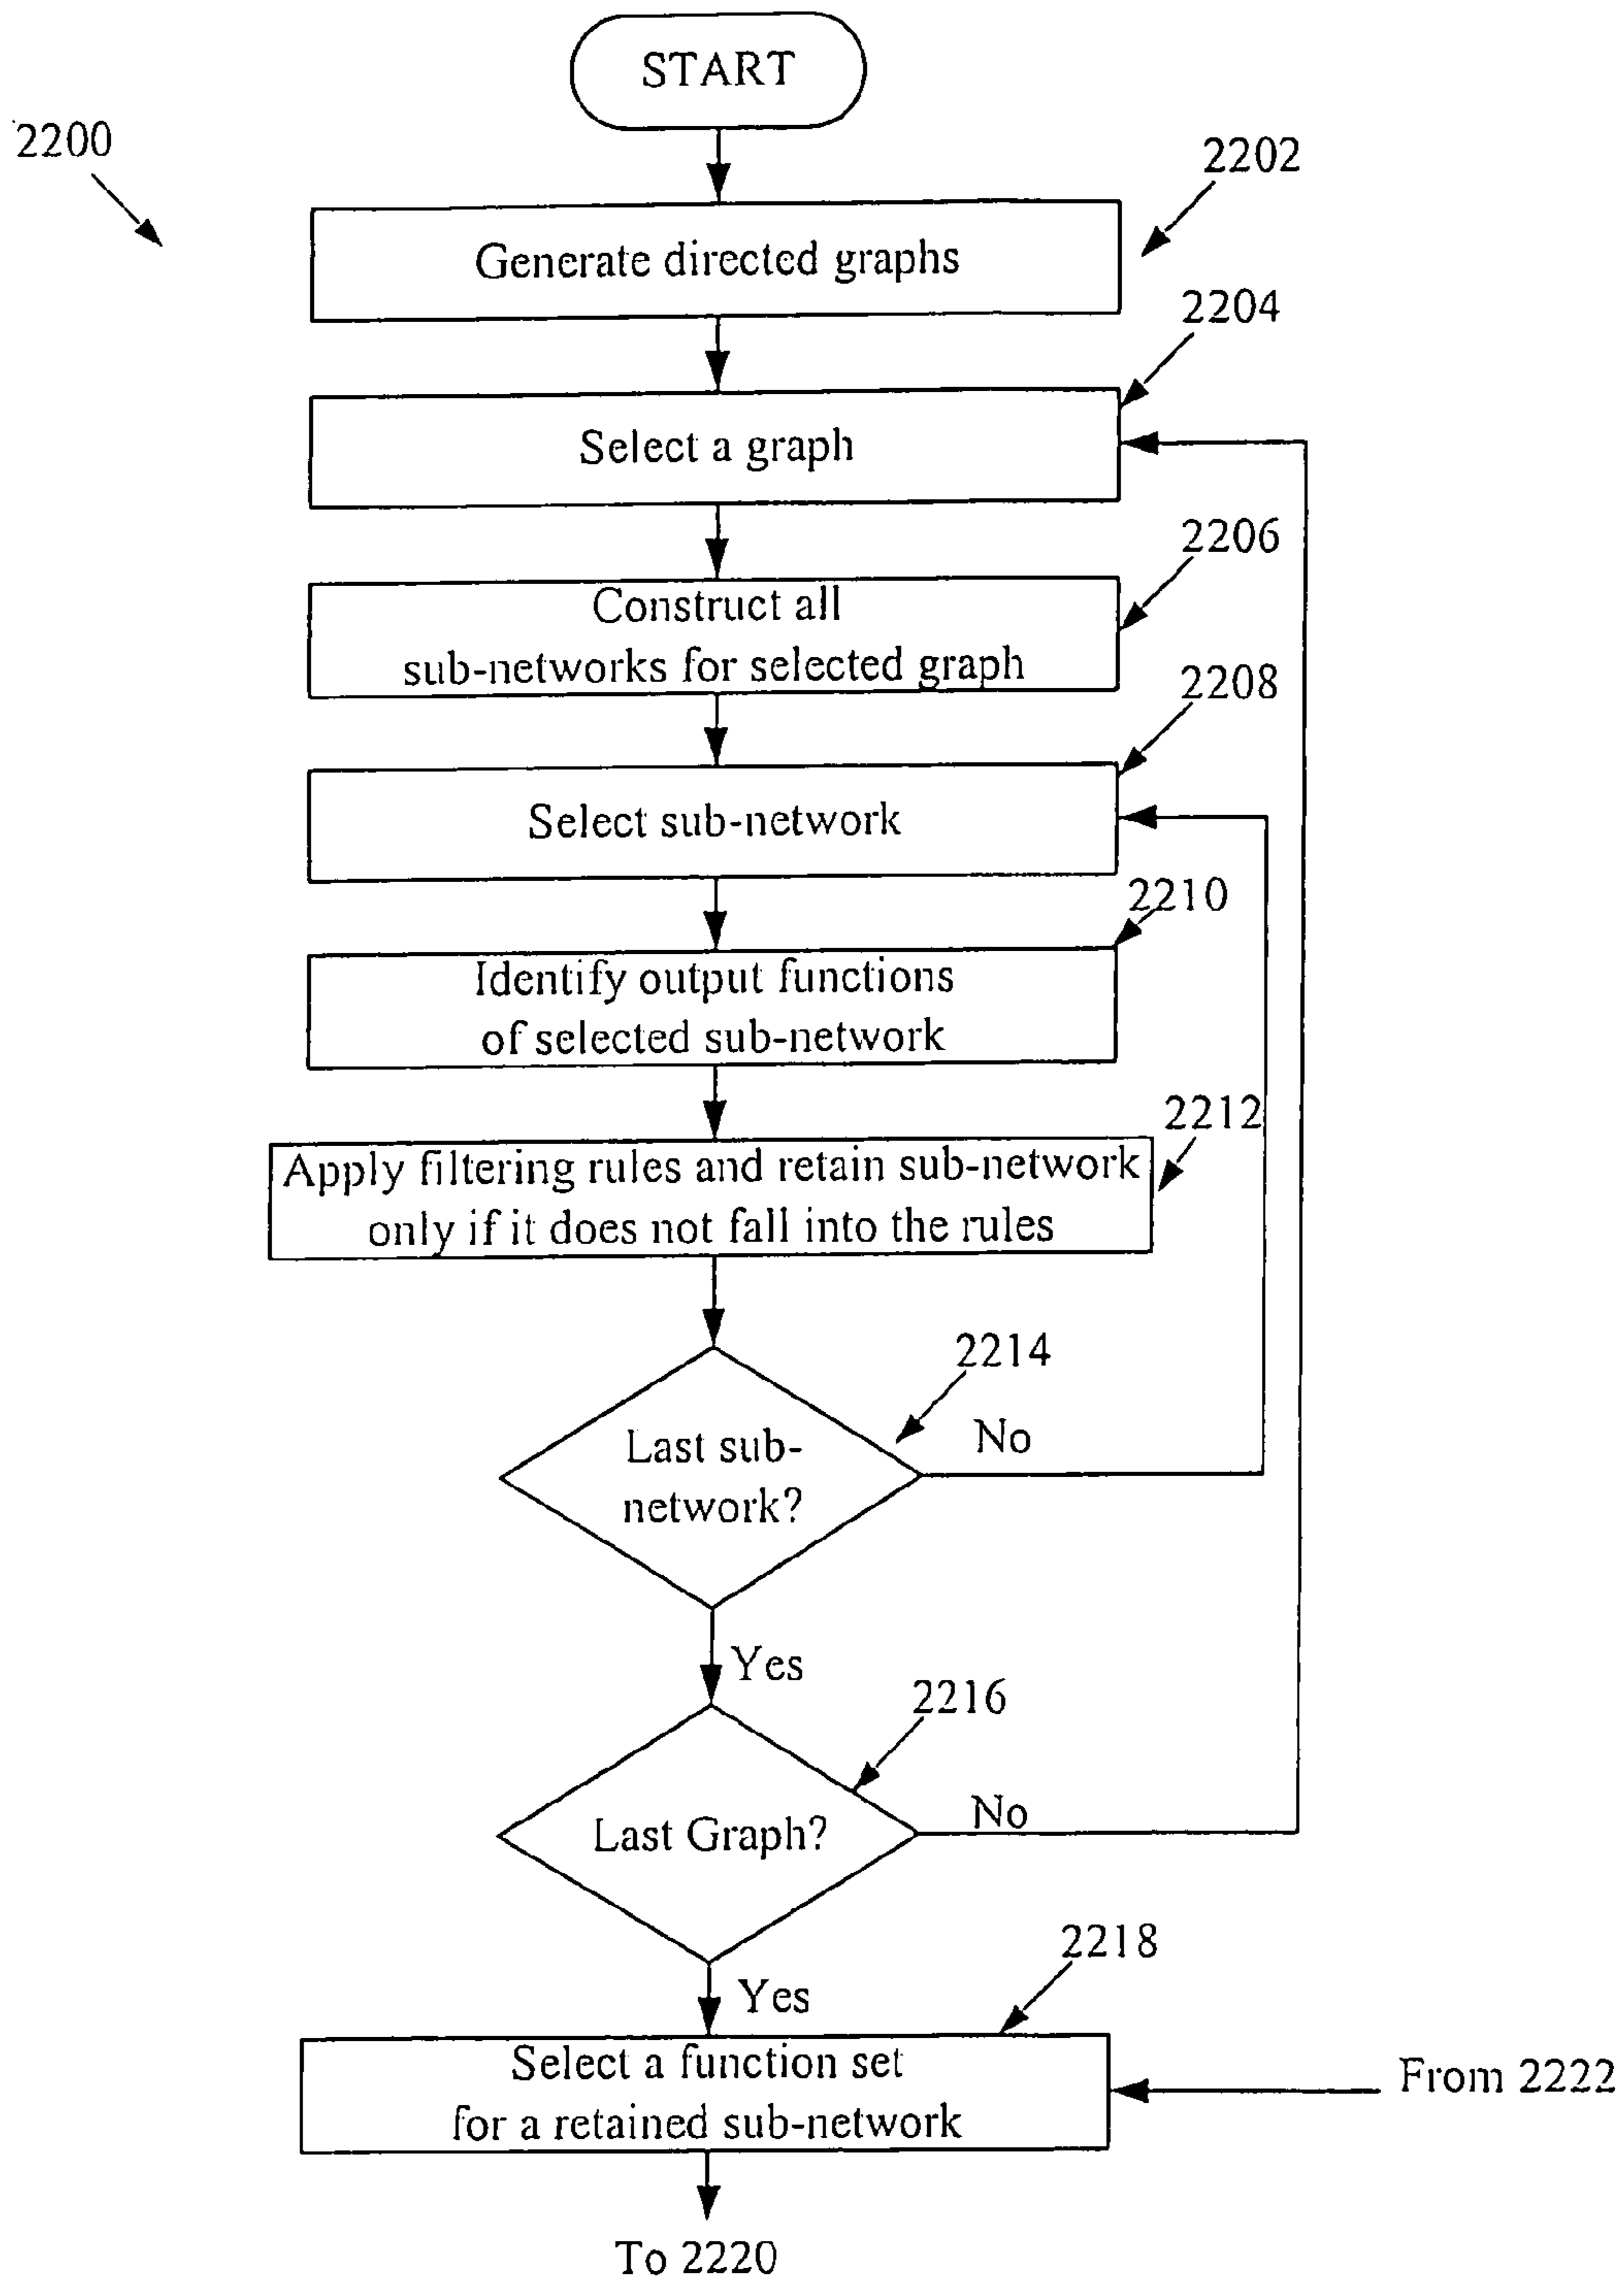 START
2200
2202
Generate directed graphs
2204
Select a graph
2206
Construct all
sub-networks for selected graph
2208
Select sub-network
2210
Identify output functions
of selected sub-network
2212
Apply filtering rules and retain sub-network
only if it does not fall into the rules
2214
Last sub-
network?
No
Yes
2216
Last Graph?
No
Yes
2218
Select a function set
for a retained sub-network
From 2222
To 2220